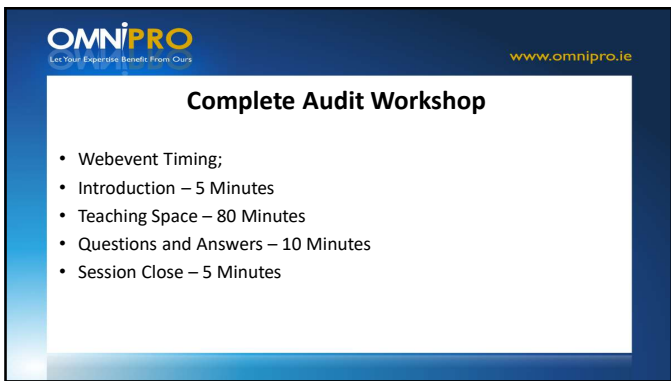 OMNIPRO
Let Your Expertise Benefit From Ours
www.omnipro.ie
Complete Audit Workshop
• Webevent Timing;
• Introduction – 5 Minutes
• Teaching Space – 80 Minutes
• Questions and Answers – 10 Minutes
• Session Close – 5 Minutes